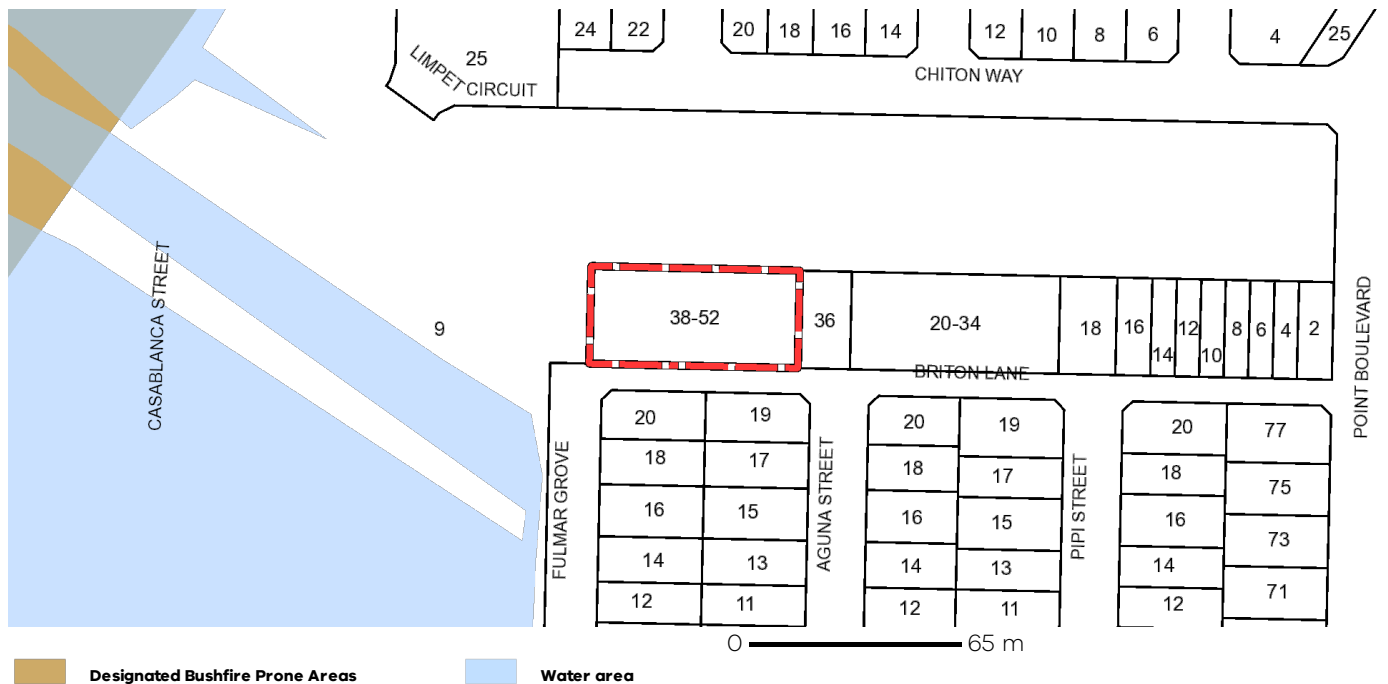 24 22 20 18 16 14 12 10 8 6 4 25
25
LIMPET CIRCUIT
CHITON WAY
CASABLANCA STREET
9
38-52
36
20-34
18
16
14
12
10
8
6
4
2
BRITON LANE
POINT BOULEVARD
FULMAR GROVE
20 19
18 17
16 15
14 13
12 11
AGUNA STREET
20 19
18 17
16 15
14 13
12 11
PIPI STREET
20 77
18 75
16 73
14 71
12
0 65 m
Designated Bushfire Prone Areas
Water area